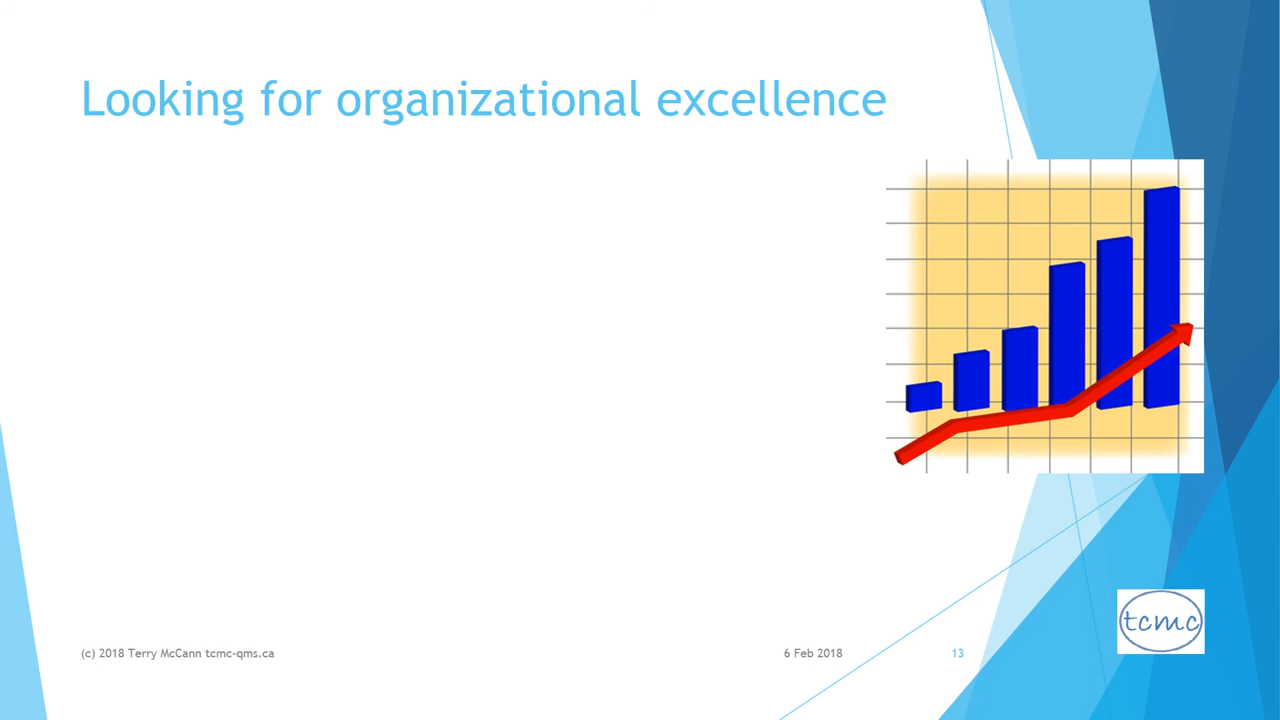 Looking for organizational excellence
tcmc
(c) 2018 Terry McCann tcmc-qms.ca
6 Feb 2018
13